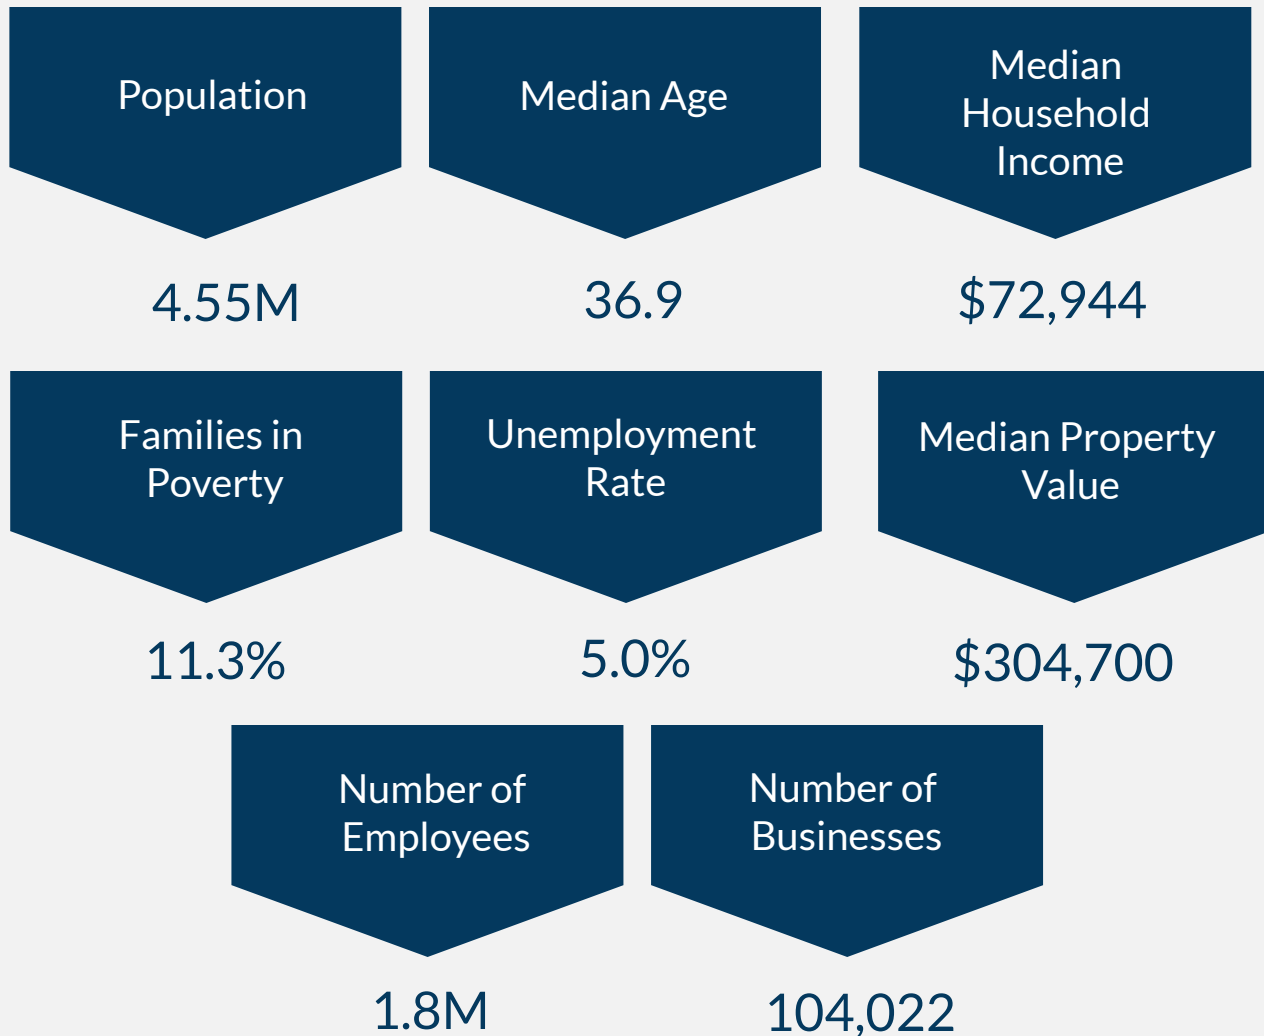 Population
Median Age
Median
Household
Income
4.55M
36.9
$72,944
Families in
Poverty
Unemployment
Rate
Median Property
Value
11.3%
5.0%
$304,700
Number of
Employees
Number of
Businesses
1.8M
104,022